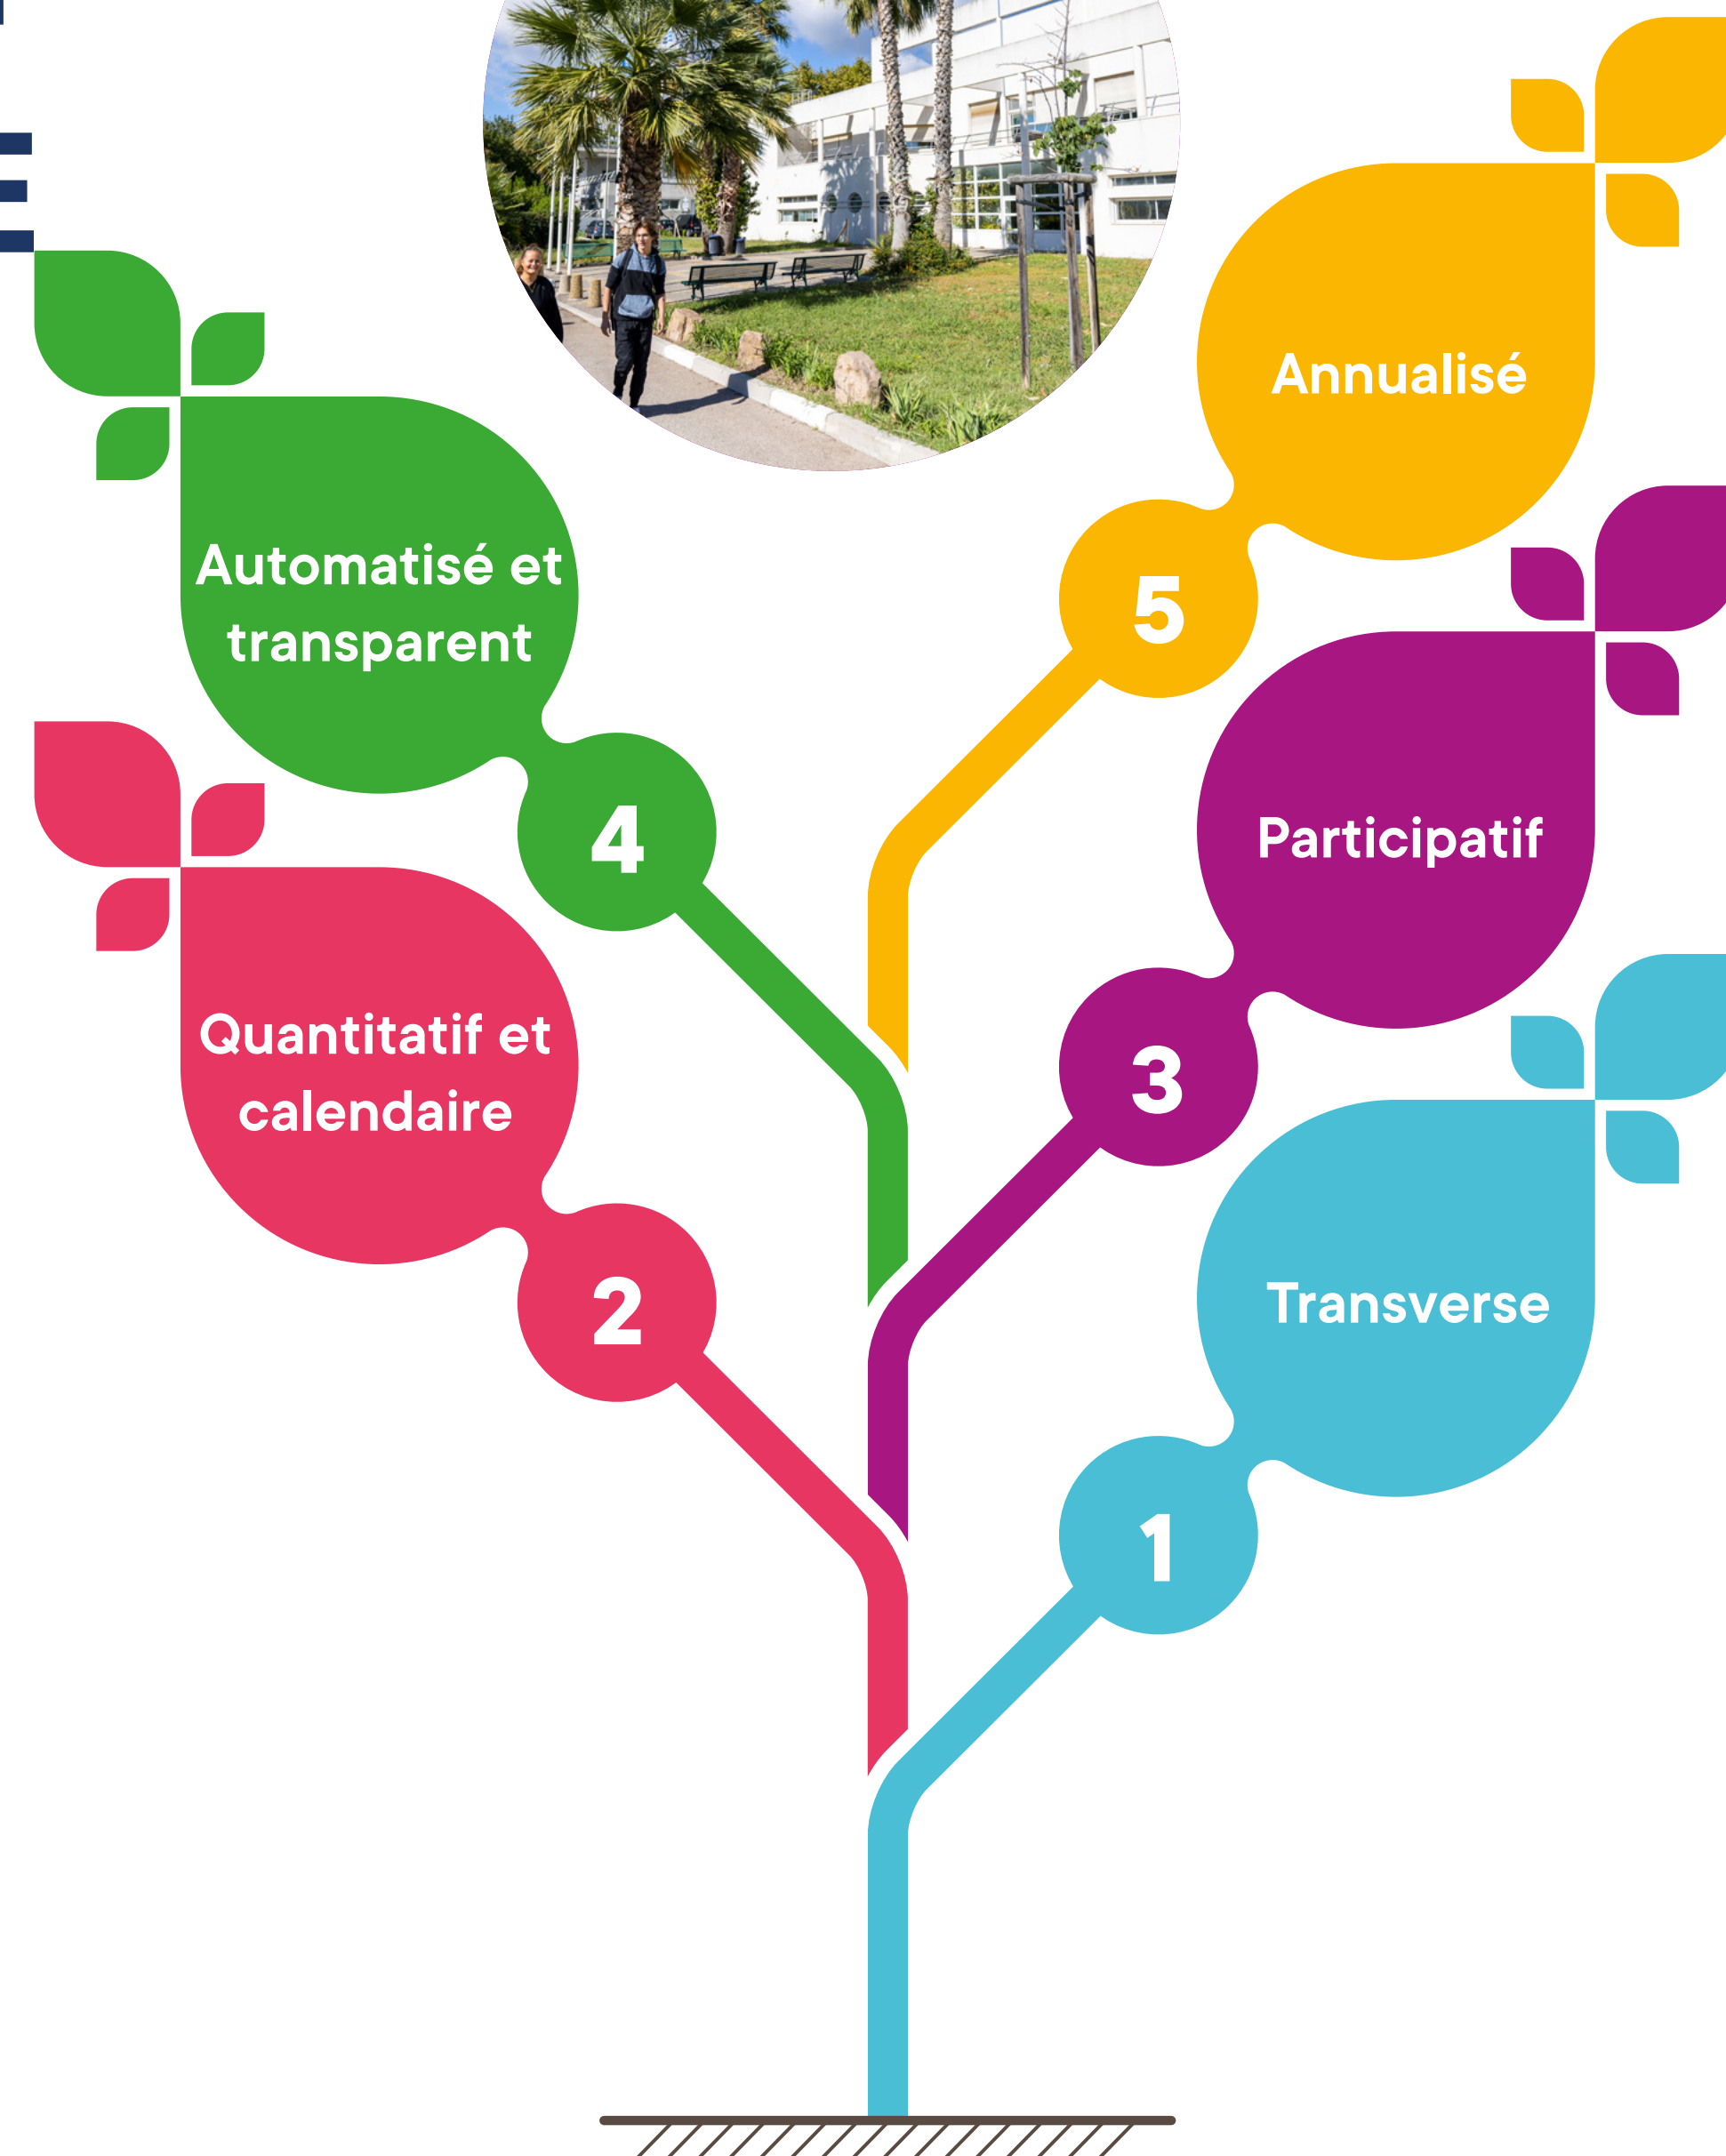 Annualisé
5
Automatisé et
transparent
4
Participatif
3
Quantitatif et
calendaire
2
Transverse
1